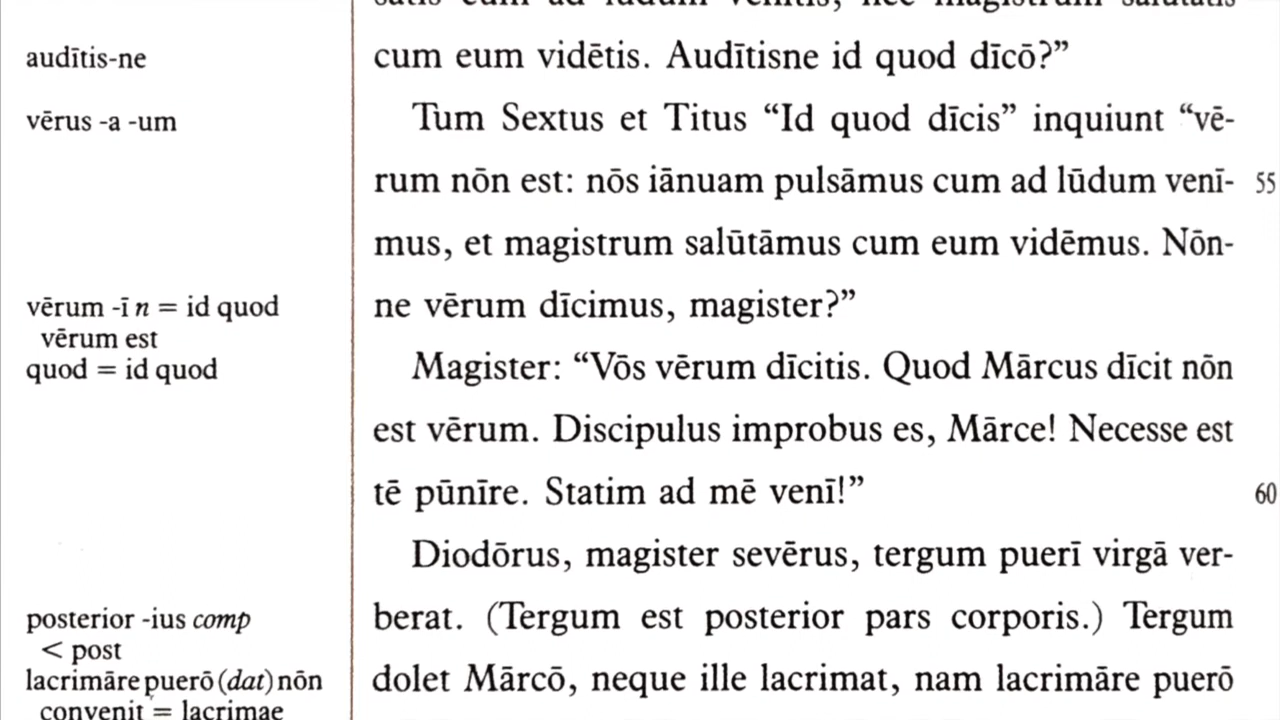 audītis-ne
vērus -a -um
vērum -ī n = id quod
vērum est
quod = id quod
posterior -ius comp
< post
lacrimāre puerō (dat) nōn
convenit = lacrimae
cum eum vidētis. Audītisne id quod dīcō?”
Tum Sextus et Titus “Id quod dīcis” inquiunt “vē-
rum nōn est: nōs iānuam pulsāmus cum ad lūdum venī- 55
mus, et magistrum salūtāmus cum eum vidēmus. Nōn-
ne vērum dīcimus, magister?”
Magister: “Vōs vērum dīcitis. Quod Mārcus dīcit nōn
est vērum. Discipulus improbus es, Mārce! Necesse est
tē pūnīre. Statim ad mē venī!” 60
Diodōrus, magister sevērus, tergum puerī virgā ver-
berat. (Tergum est posterior pars corporis.) Tergum
dolet Mārcō, neque ille lacrimat, nam lacrimāre puerō